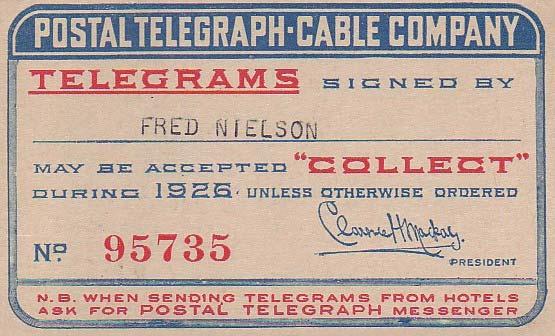 POSTAL TELEGRAPH · CABLE COMPANY
TELEGRAMS SIGNED BY
FRED NIELSON
MAY BE ACCEPTED "COLLECT"
DURING 1926 UNLESS OTHERWISE ORDERED
Clarence H Mackay.
No. 95735
PRESIDENT
N.B. WHEN SENDING TELEGRAMS FROM HOTELS
ASK FOR POSTAL TELEGRAPH MESSENGER